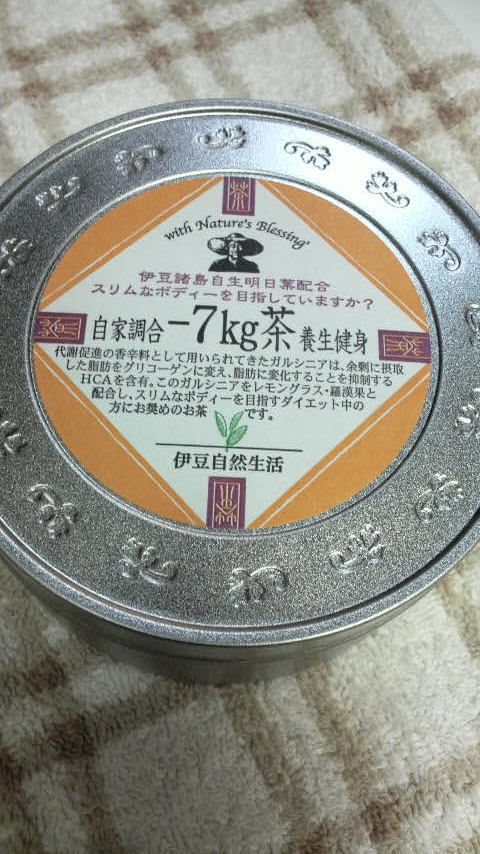 茶
with Nature's Blessing
伊豆諸島自生明日葉配合
スリムなボディーを目指していますか？
自家調合 −7kg茶 養生健身
代謝促進の香辛料として用いられてきたガルシニアは、余剰に摂取
した脂肪をグリコーゲンに変え、脂肪に変化することを抑制する
HCAを含有。このガルシニアをレモングラス・羅漢果と
配合し、スリムなボディーを目指すダイエット中の
方にお奨めのお茶です。
伊豆自然生活